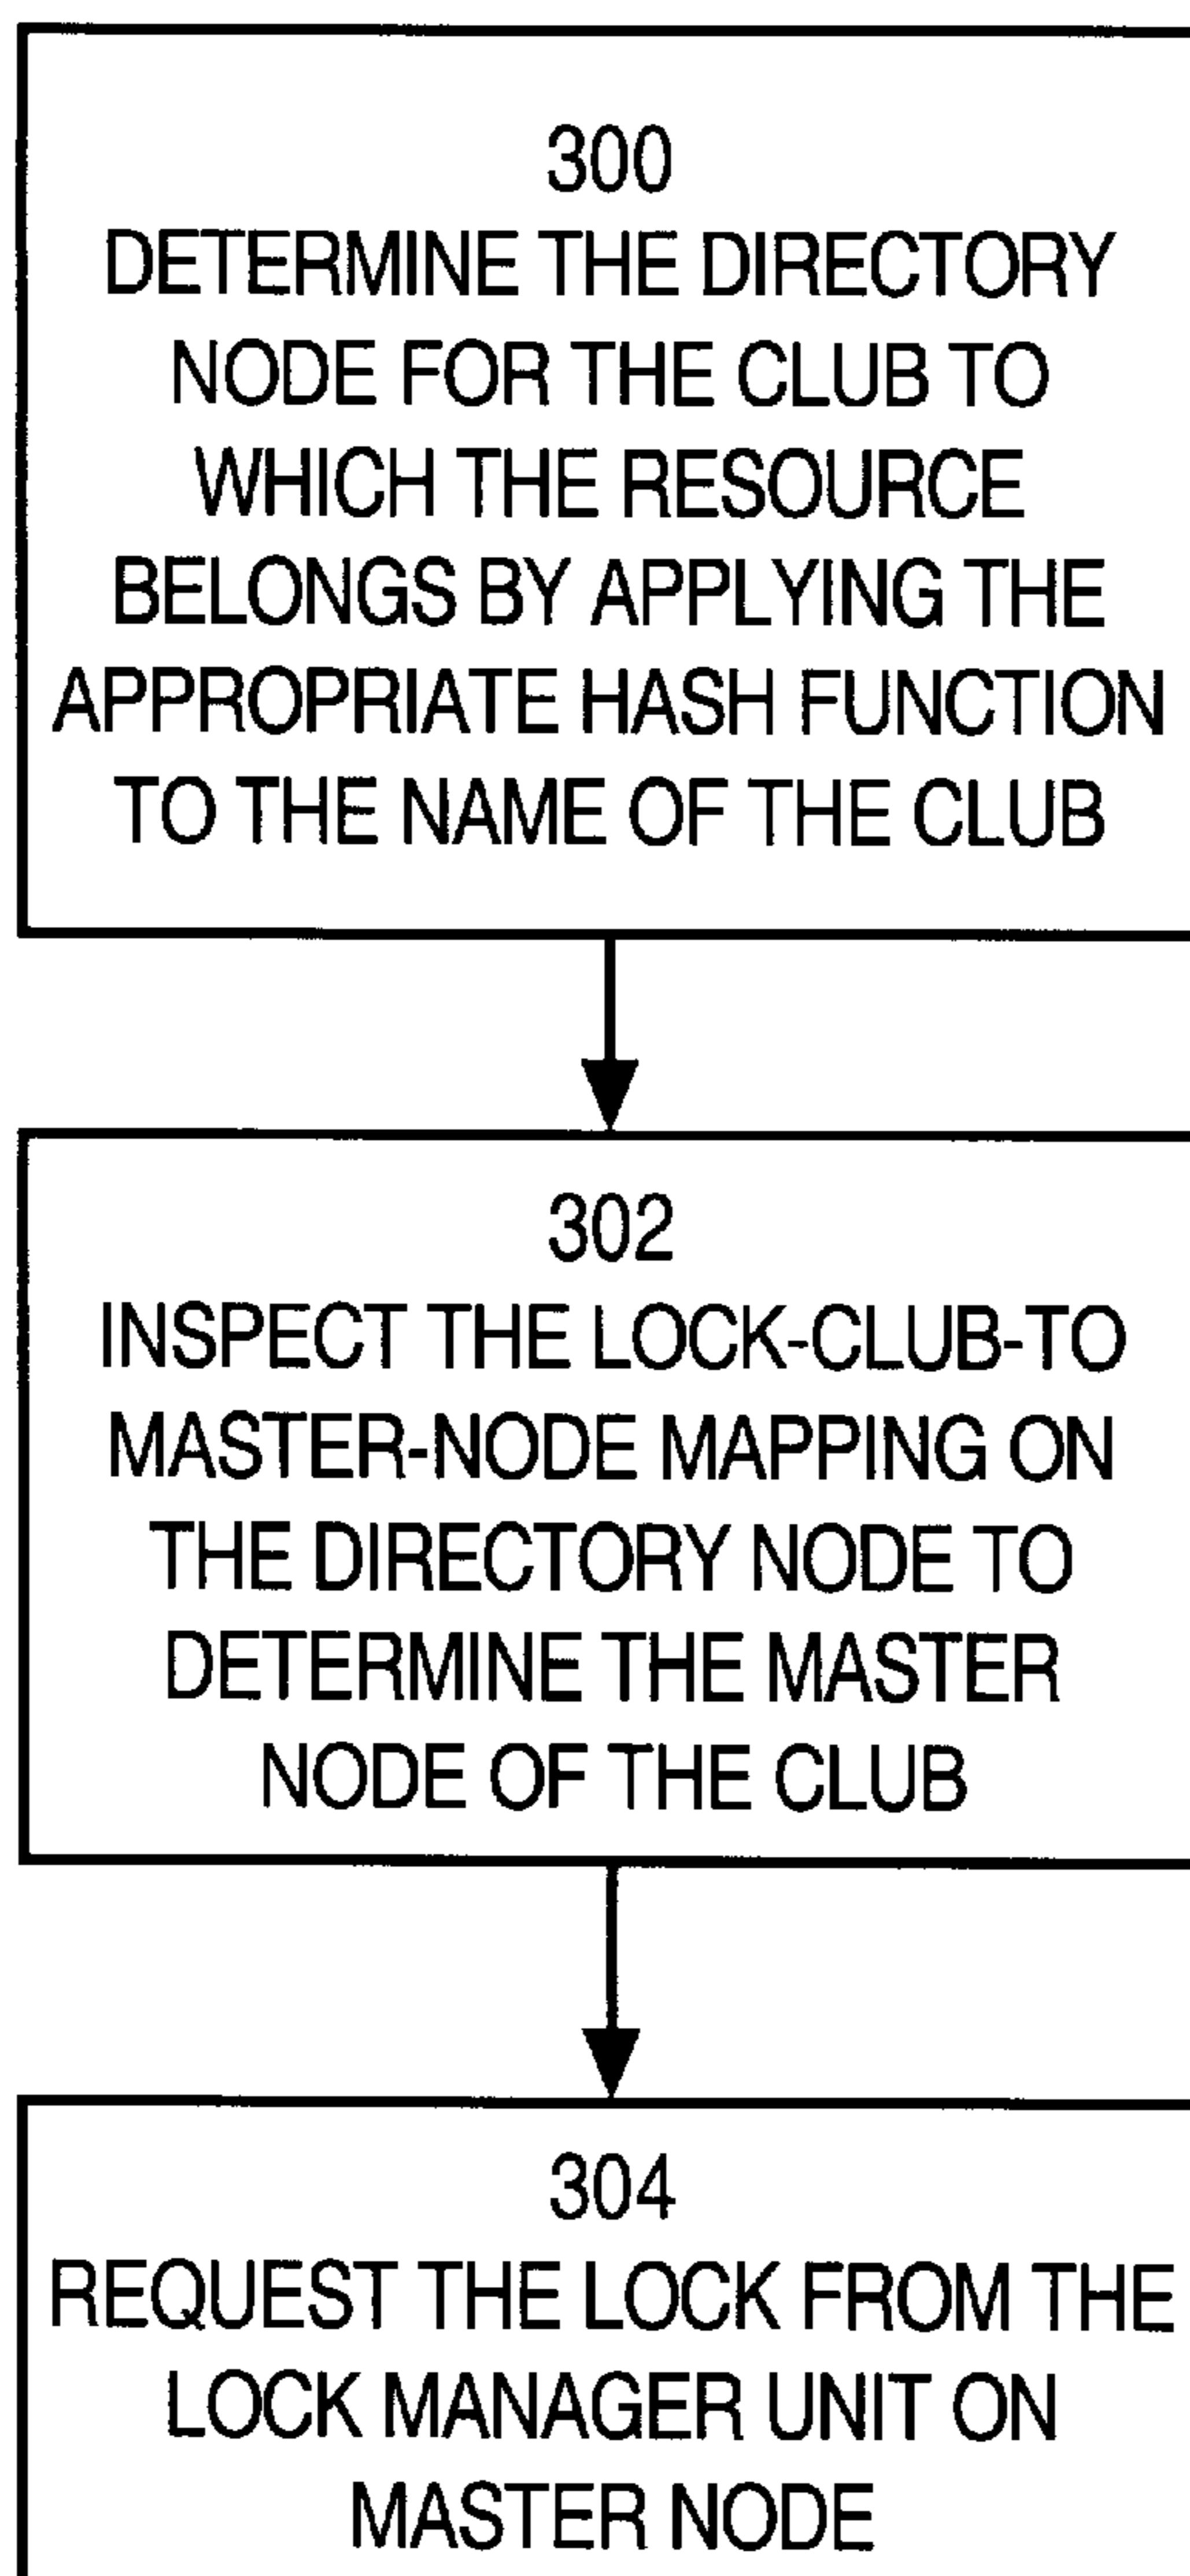 300
DETERMINE THE DIRECTORY
NODE FOR THE CLUB TO
WHICH THE RESOURCE
BELONGS BY APPLYING THE
APPROPRIATE HASH FUNCTION
TO THE NAME OF THE CLUB
302
INSPECT THE LOCK-CLUB-TO
MASTER-NODE MAPPING ON
THE DIRECTORY NODE TO
DETERMINE THE MASTER
NODE OF THE CLUB
304
REQUEST THE LOCK FROM THE
LOCK MANAGER UNIT ON
MASTER NODE